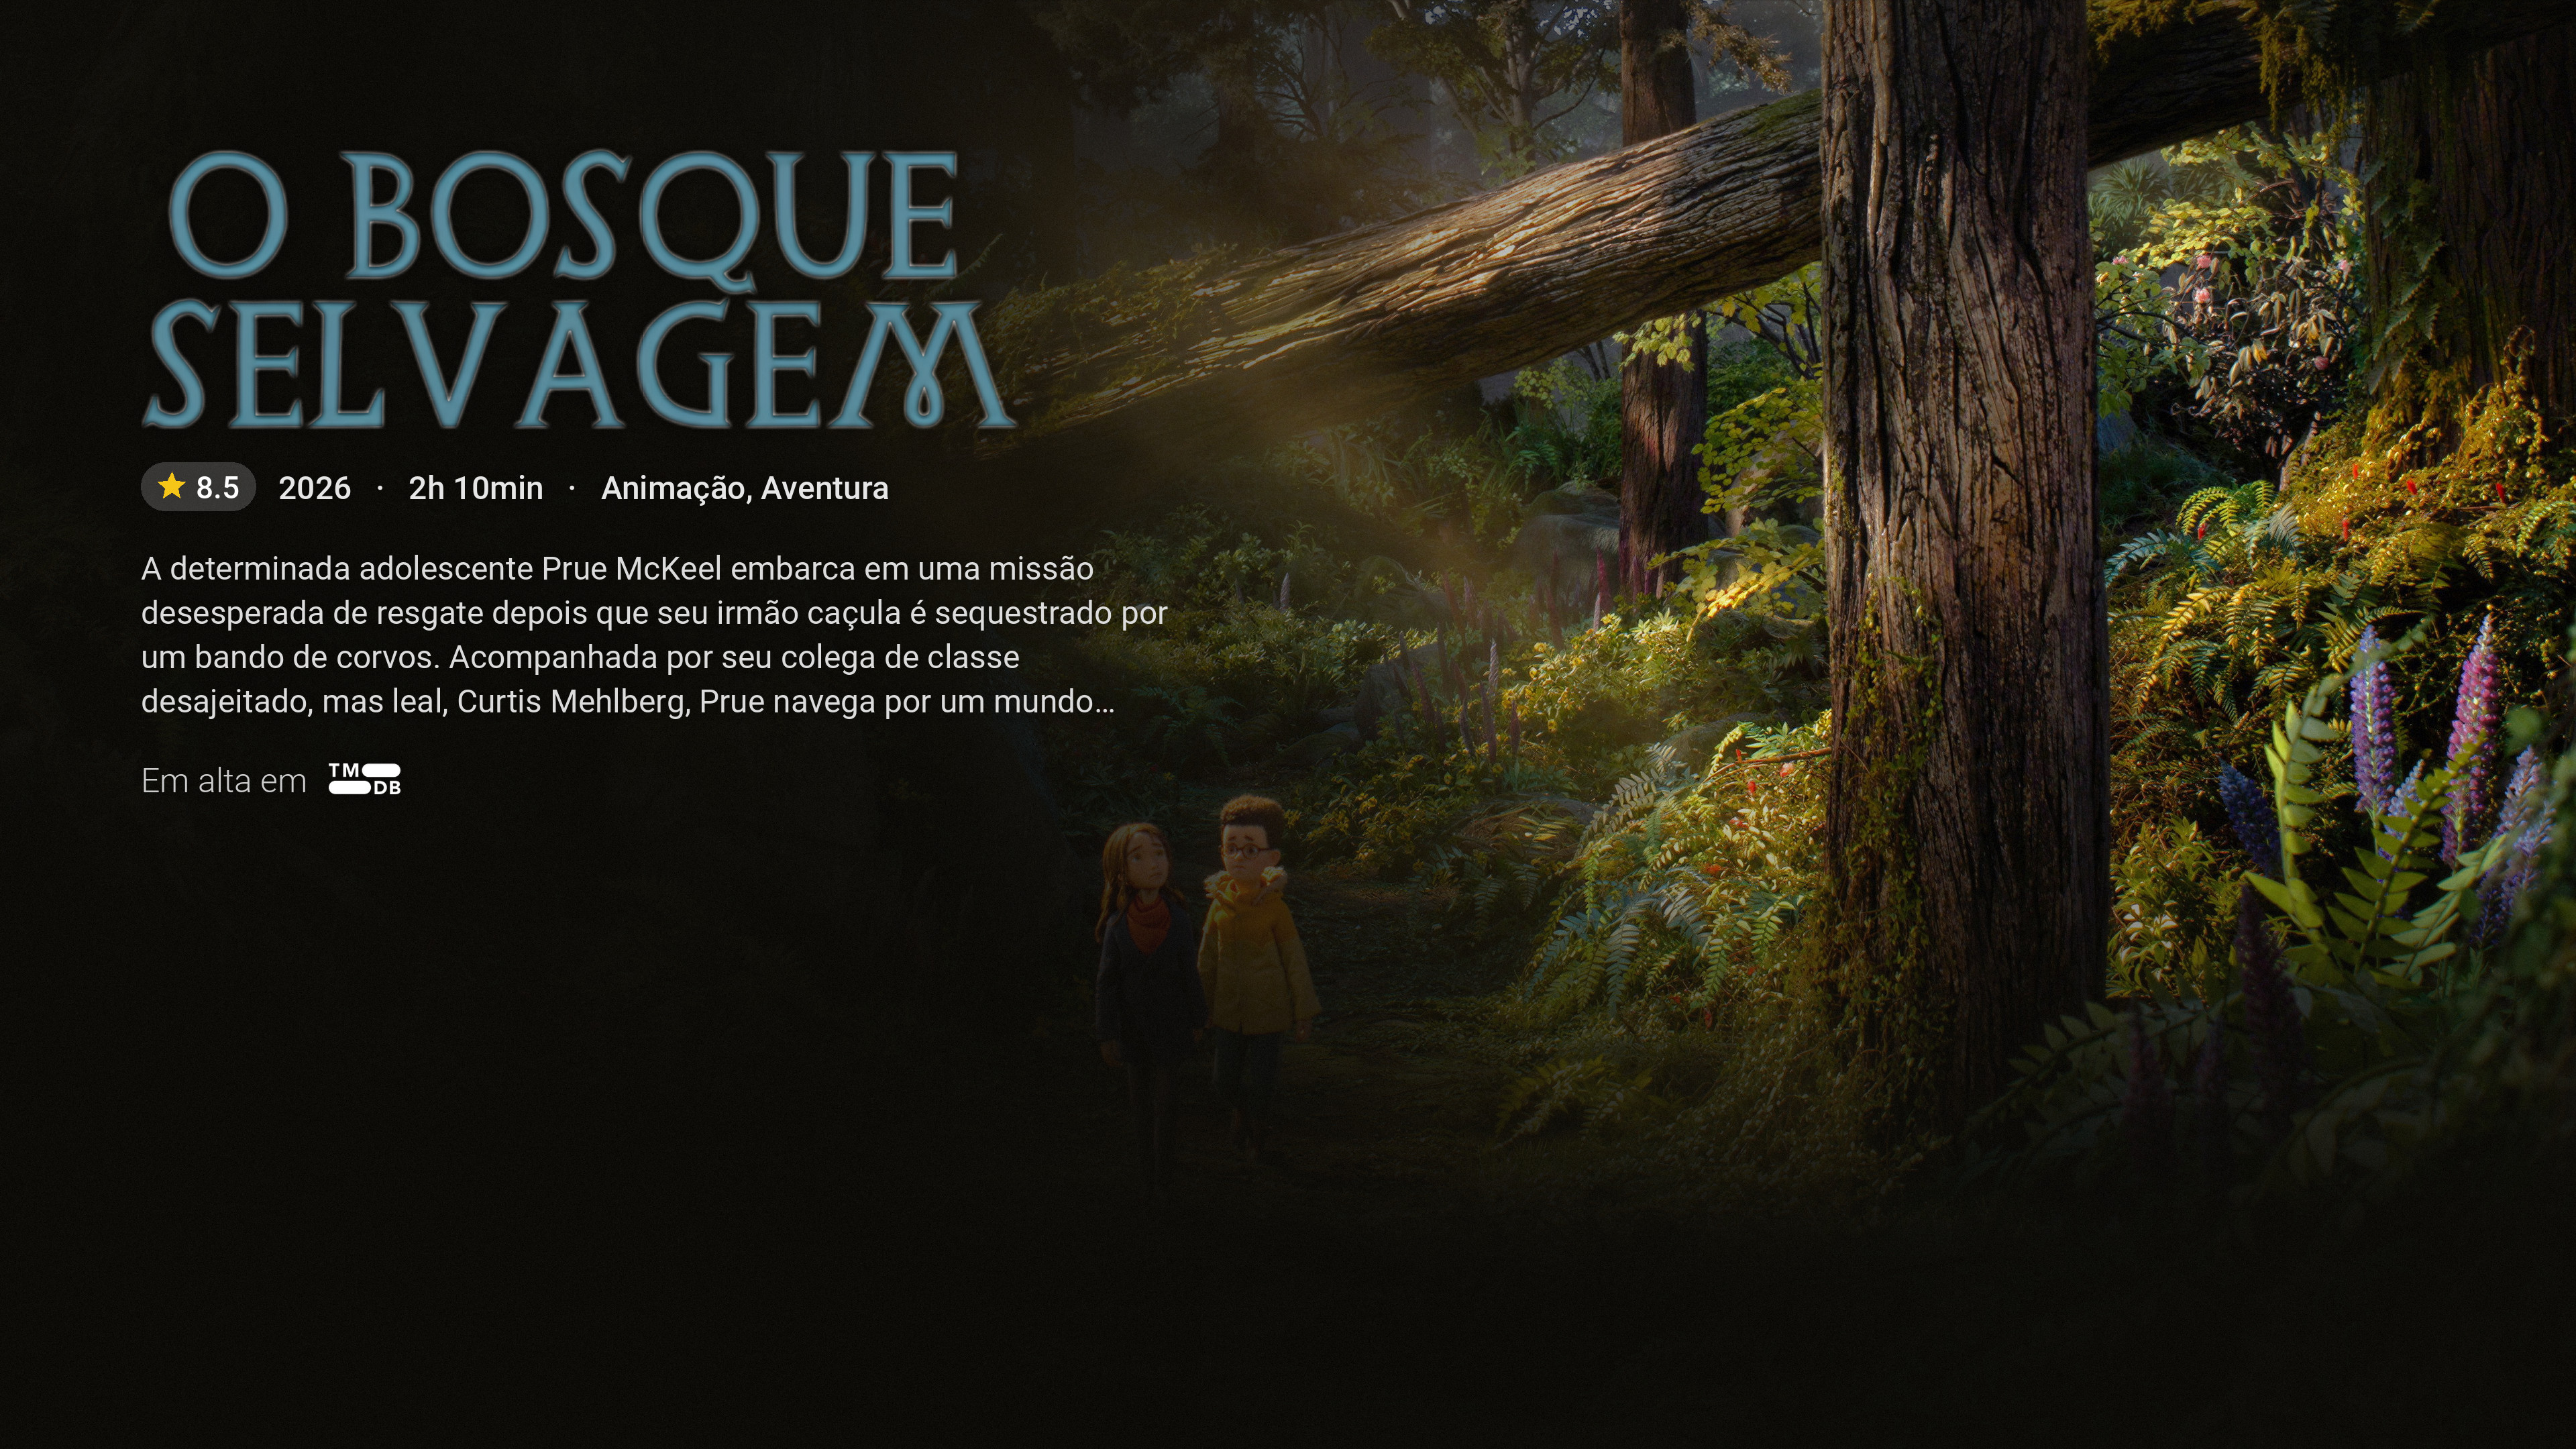 O BOSQUE
SELVAGEM
8.5 2026 · 2h 10min · Animação, Aventura
A determinada adolescente Prue McKeel embarca em uma missão
desesperada de resgate depois que seu irmão caçula é sequestrado por
um bando de corvos. Acompanhada por seu colega de classe
desajeitado, mas leal, Curtis Mehlberg, Prue navega por um mundo...
Em alta em TMDB